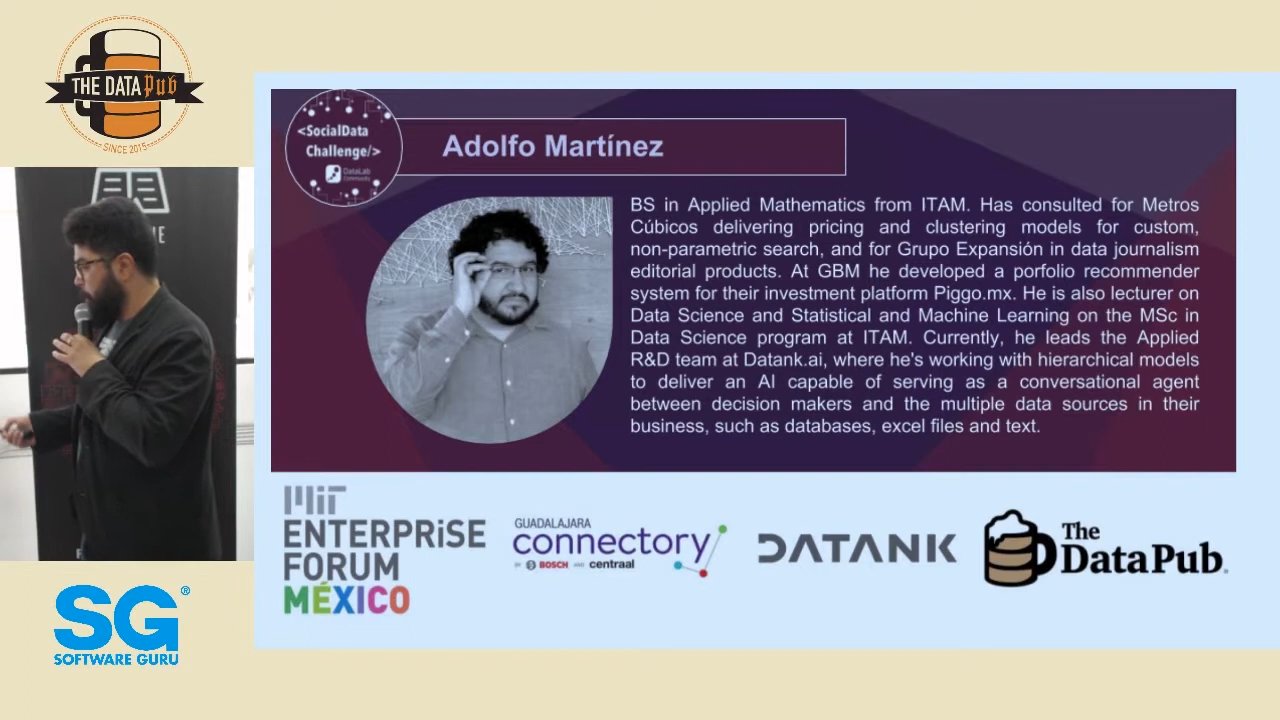 THE DATA Pub
SINCE 2015
<SocialData
Challenge/>
DataLab
Community
Adolfo Martínez
BS in Applied Mathematics from ITAM. Has consulted for Metros
Cúbicos delivering pricing and clustering models for custom,
non-parametric search, and for Grupo Expansión in data journalism
editorial products. At GBM he developed a porfolio recommender
system for their investment platform Piggo.mx. He is also lecturer on
Data Science and Statistical and Machine Learning on the MSc in
Data Science program at ITAM. Currently, he leads the Applied
R&D team at Datank.ai, where he's working with hierarchical models
to deliver an AI capable of serving as a conversational agent
between decision makers and the multiple data sources in their
business, such as databases, excel files and text.
MIT
ENTERPRiSE
FORUM
MÉXICO
GUADALAJARA
connectory
BOSCH
centraal
DATANK
The
DataPub.
SG®
SOFTWARE GURU